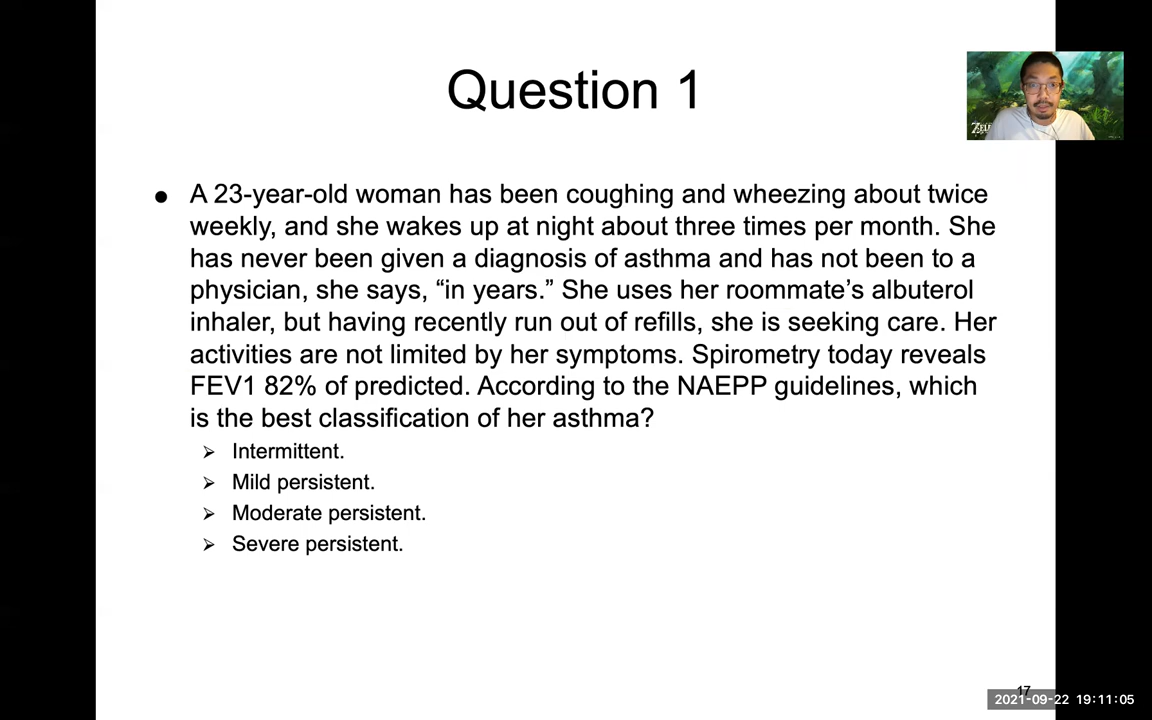 Question 1
• A 23-year-old woman has been coughing and wheezing about twice
weekly, and she wakes up at night about three times per month. She
has never been given a diagnosis of asthma and has not been to a
physician, she says, “in years.” She uses her roommate’s albuterol
inhaler, but having recently run out of refills, she is seeking care. Her
activities are not limited by her symptoms. Spirometry today reveals
FEV1 82% of predicted. According to the NAEPP guidelines, which
is the best classification of her asthma?
➢ Intermittent.
➢ Mild persistent.
➢ Moderate persistent.
➢ Severe persistent.
17
2021-09-22 19:11:05